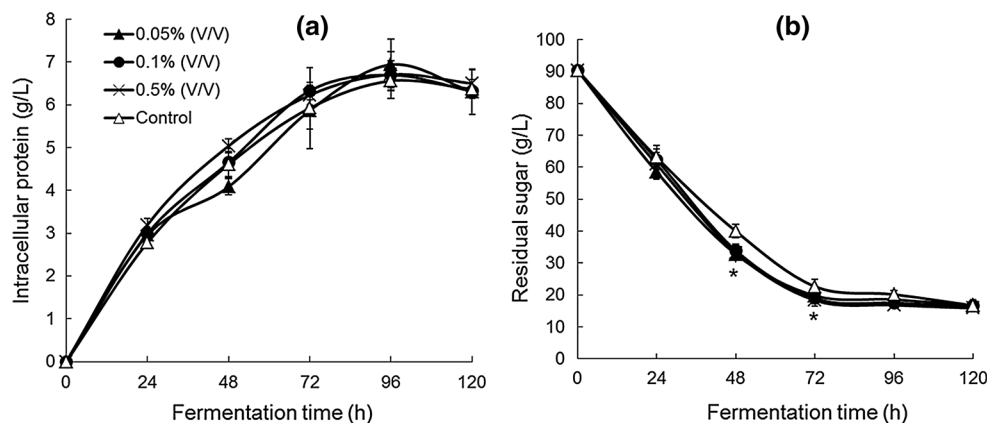 (a)
0.05% (V/V)
0.1% (V/V)
0.5% (V/V)
Control
Intracellular protein (g/L)
8
7
6
5
4
3
2
1
0
0 24 48 72 96 120
Fermentation time (h)
(b)
Residual sugar (g/L)
100
90
80
70
60
50
40
30
20
10
0
*
*
0 24 48 72 96 120
Fermentation time (h)